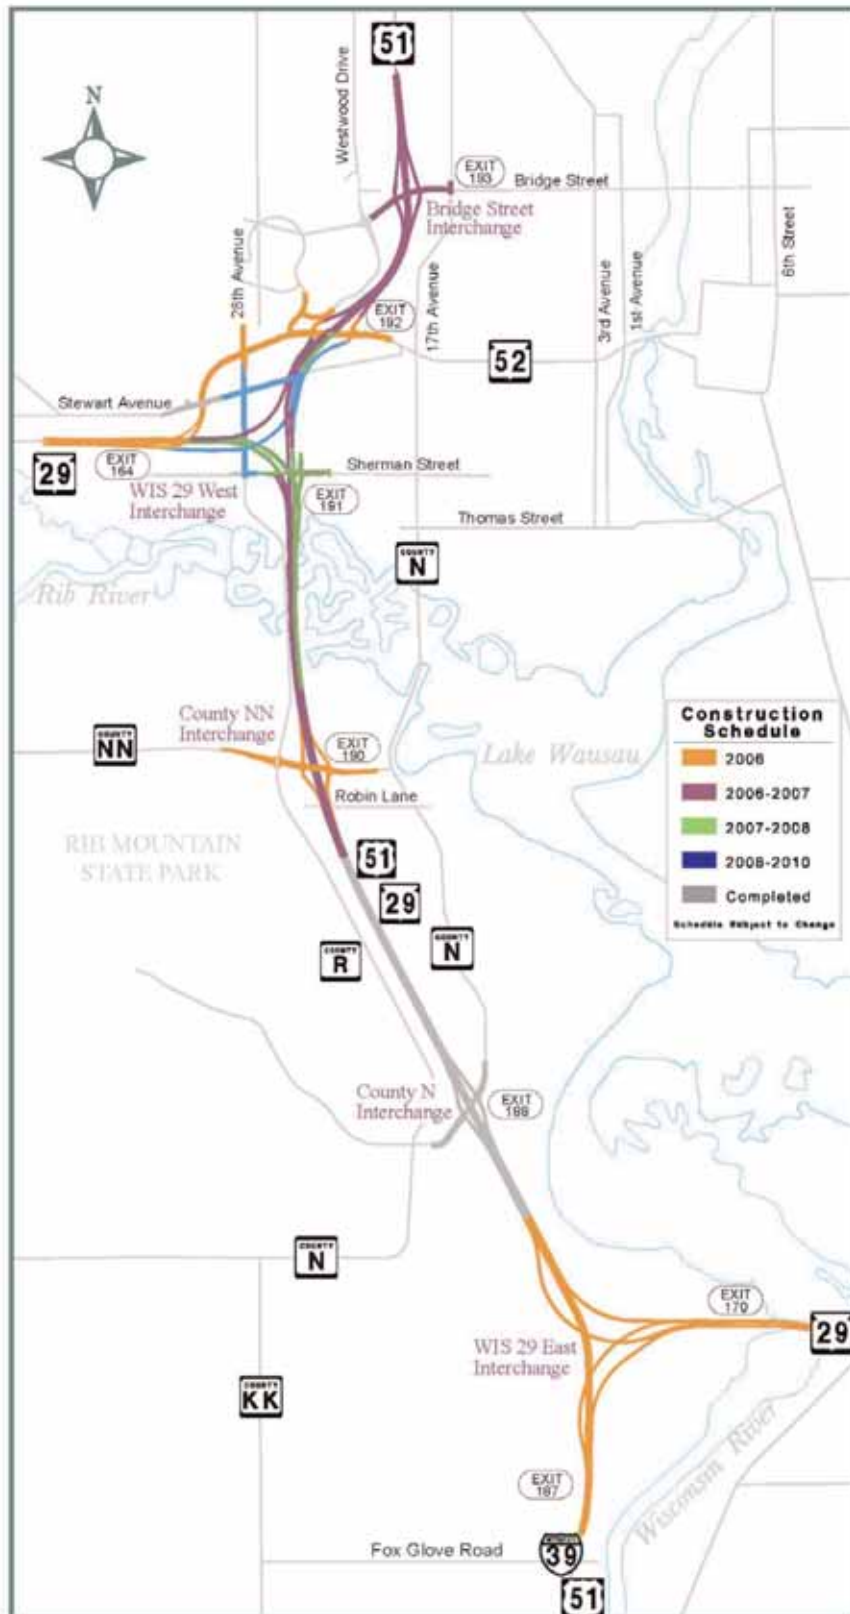 51
N
Westwood Drive
EXIT
193
Bridge Street
Bridge Street
Interchange
28th Avenue
17th Avenue
3rd Avenue
1st Avenue
6th Street
EXIT
192
52
Stewart Avenue
29
EXIT
164
WIS 29 West
Interchange
Sherman Street
EXIT
191
Thomas Street
COUNTY
N
Rib River
County NN
Interchange
COUNTY
NN
EXIT
190
Robin Lane
Lake Wausau
RIB MOUNTAIN
STATE PARK
51
29
COUNTY
R
COUNTY
N
Construction
Schedule
2006
2006-2007
2007-2008
2008-2010
Completed
Schedule Subject to Change
County N
Interchange
EXIT
188
COUNTY
N
EXIT
170
29
WIS 29 East
Interchange
COUNTY
KK
EXIT
187
Wisconsin River
Fox Glove Road
39
51